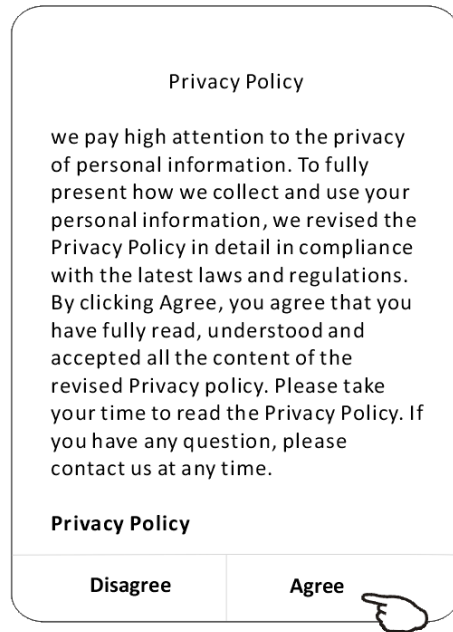 Privacy Policy
we pay high attention to the privacy
of personal information. To fully
present how we collect and use your
personal information, we revised the
Privacy Policy in detail in compliance
with the latest laws and regulations.
By clicking Agree, you agree that you
have fully read, understood and
accepted all the content of the
revised Privacy policy. Please take
your time to read the Privacy Policy. If
you have any question, please
contact us at any time.
Privacy Policy
Disagree Agree